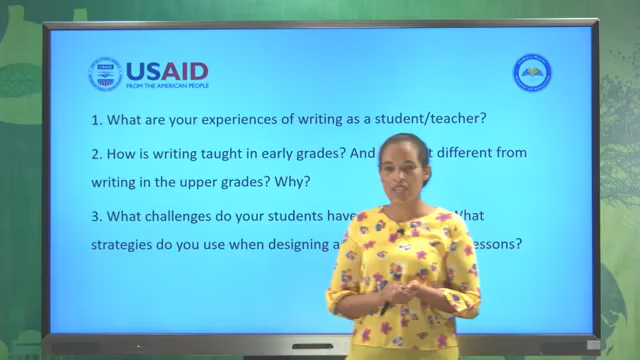 USAID
FROM THE AMERICAN PEOPLE
1. What are your experiences of writing as a student/teacher?
2. How is writing taught in early grades? And different from
writing in the upper grades? Why?
3. What challenges do your students have What
strategies do you use when designing a